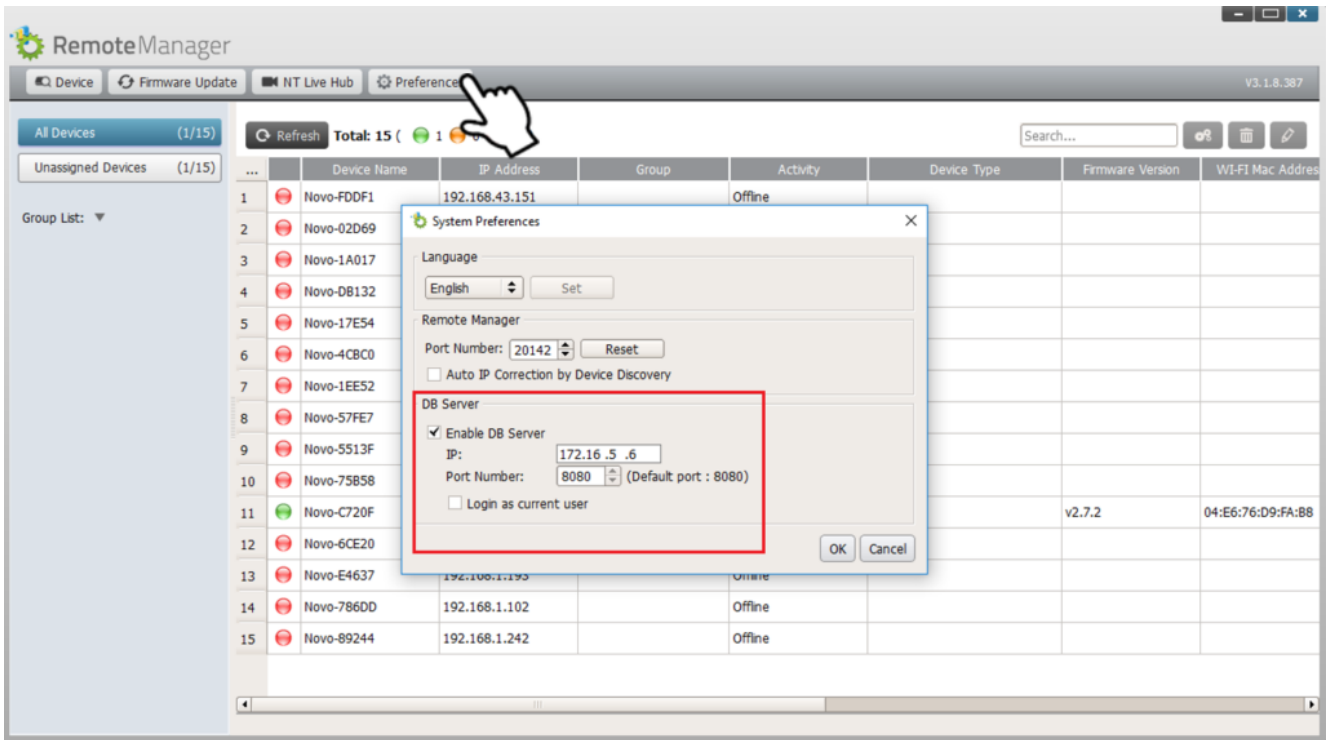 RemoteManager
Device Firmware Update NT Live Hub Preference
V3.1.8.387
All Devices (1/15)
Unassigned Devices (1/15)
Group List:
Refresh Total: 15 ( 1
Search...
... Device Name IP Address Group Activity Device Type Firmware Version WI-FI Mac Addres
1 Novo-FDDF1 192.168.43.151 Offline
2 Novo-02D69
3 Novo-1A017
4 Novo-DB132
5 Novo-17E54
6 Novo-4CBC0
7 Novo-1EE52
8 Novo-57FE7
9 Novo-5513F
10 Novo-75B58
11 Novo-C720F v2.7.2 04:E6:76:D9:FA:B8
12 Novo-6CE20
13 Novo-E4637 192.168.1.193 Offline
14 Novo-786DD 192.168.1.102 Offline
15 Novo-89244 192.168.1.242 Offline
System Preferences
Language
English Set
Remote Manager
Port Number: 20142 Reset
Auto IP Correction by Device Discovery
DB Server
Enable DB Server
IP: 172.16 .5 .6
Port Number: 8080 (Default port : 8080)
Login as current user
OK Cancel